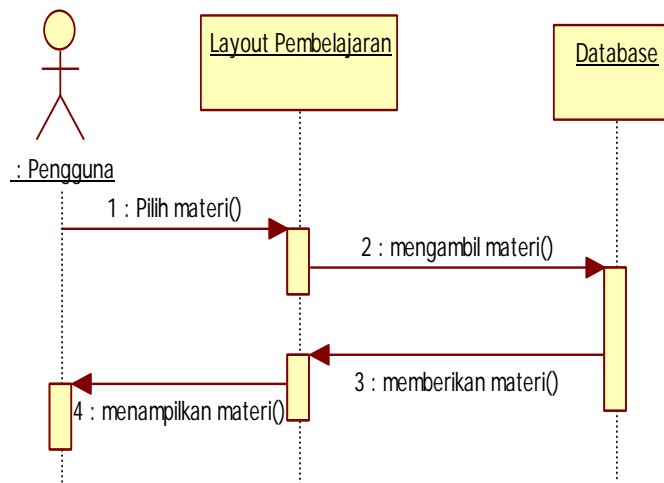 Layout Pembelajaran
Database
: Pengguna
1 : Pilih materi()
2 : mengambil materi()
3 : memberikan materi()
4 : menampilkan materi()